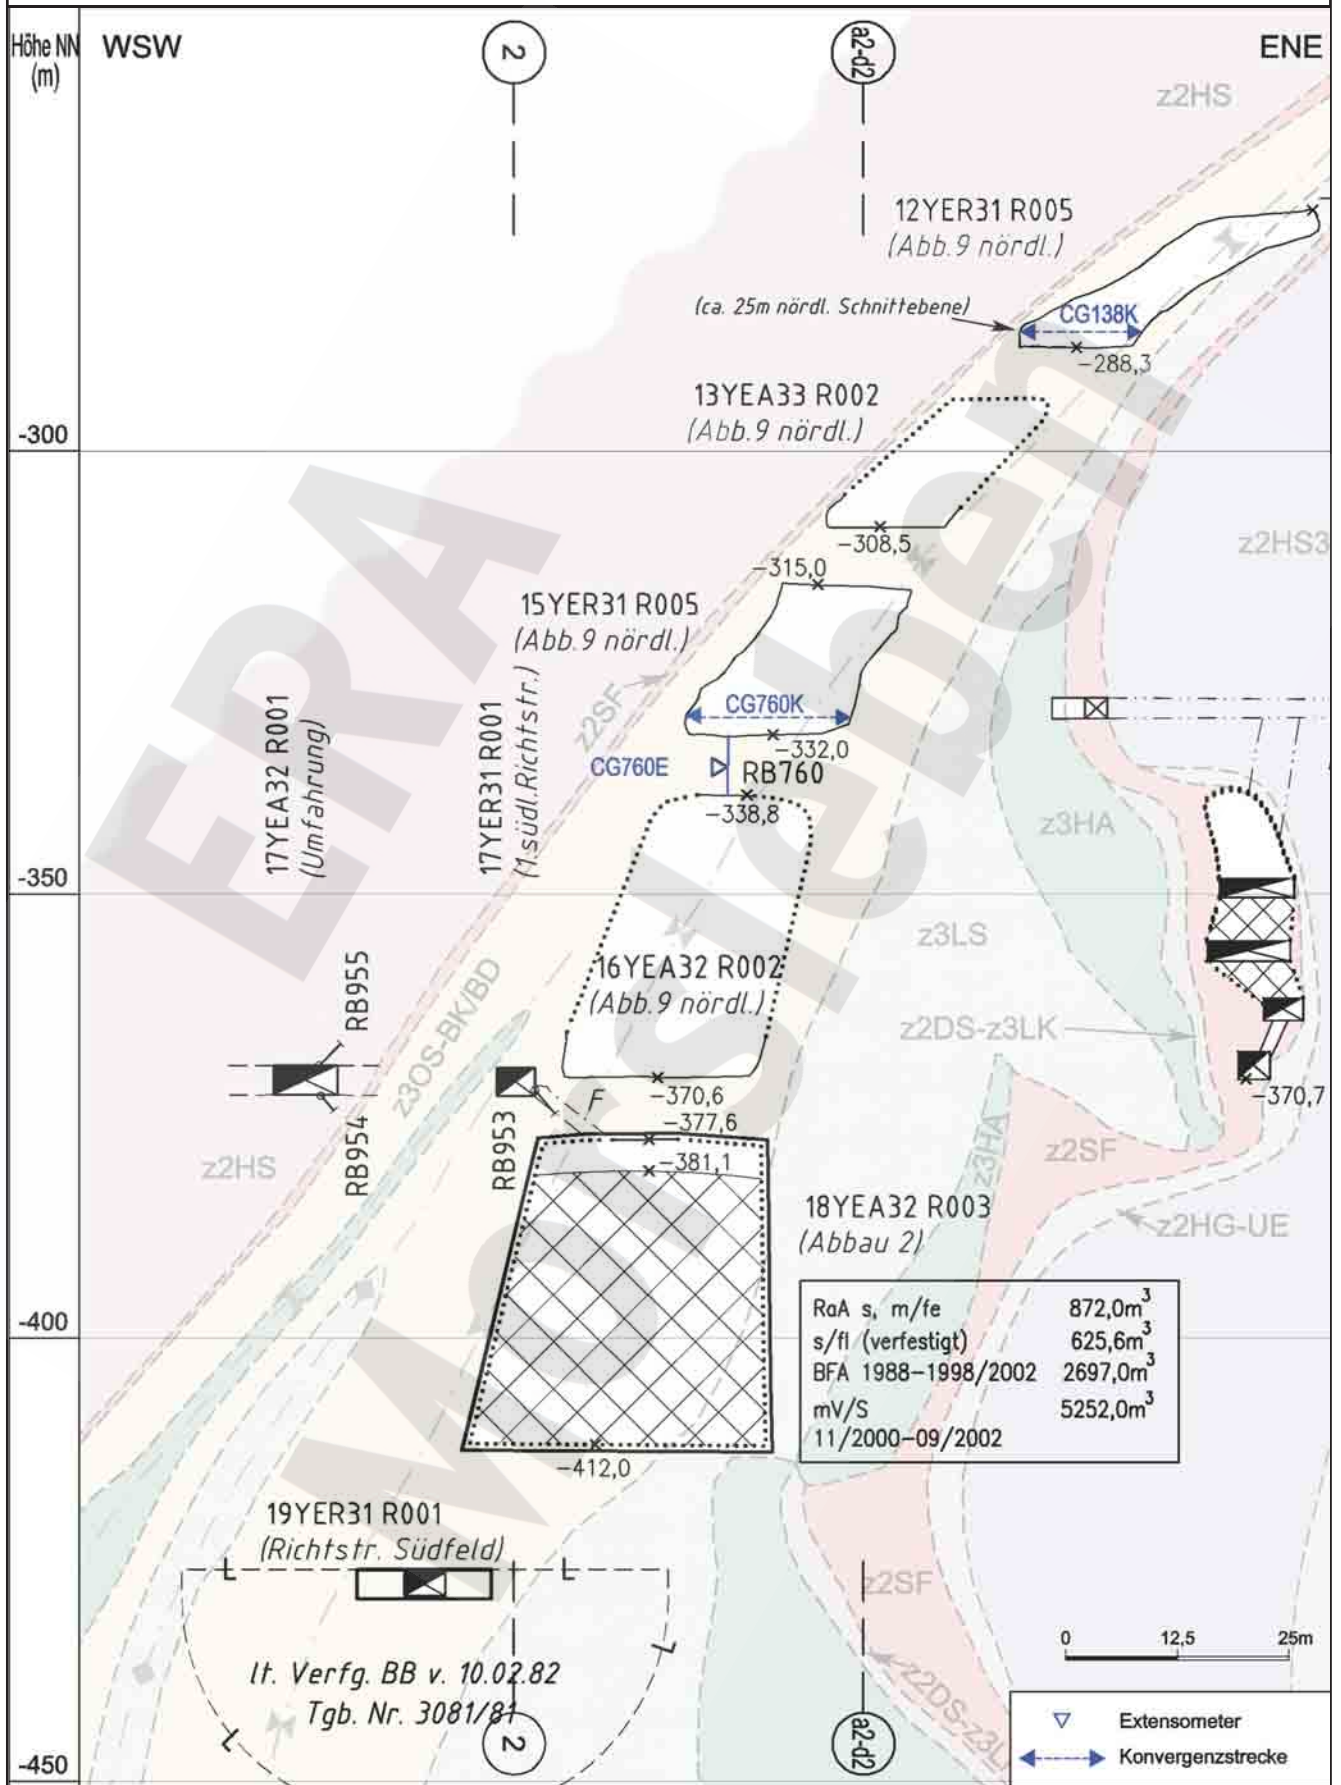 Höhe NN
(m)
WSW
2
a2-d2
ENE
z2HS
12YER31 R005
(Abb.9 nördl.)
(ca. 25m nördl. Schnittebene)
CG138K
-288,3
13YEA33 R002
(Abb.9 nördl.)
-300
-308,5
z2HS3
-315,0
15YER31 R005
(Abb.9 nördl.)
z2SF
CG760K
-332,0
CG760E
RB760
-338,8
17YEA32 R001
(Umfahrung)
17YER31 R001
(1.südl.Richtstr.)
z3HA
-350
z3LS
16YEA32 R002
(Abb.9 nördl.)
RB955
z3OS-BK/BD
z2DS-z3LK
F
-370,6
-370,7
-377,6
RB954
RB953
z2HS
-381,1
z3HA
z2SF
18YEA32 R003
(Abbau 2)
z2HG-UE
RaA s, m/fe 872,0m³
s/fl (verfestigt) 625,6m³
BFA 1988-1998/2002 2697,0m³
mV/S 5252,0m³
11/2000-09/2002
-400
-412,0
19YER31 R001
(Richtstr. Südfeld)
L
L
L
L
z2SF
lt. Verfg. BB v. 10.02.82
Tgb. Nr. 3081/81
z2DS-z3L
0 12,5 25m
2
a2-d2
Extensometer
Konvergenzstrecke
-450
ERA
Morsleben